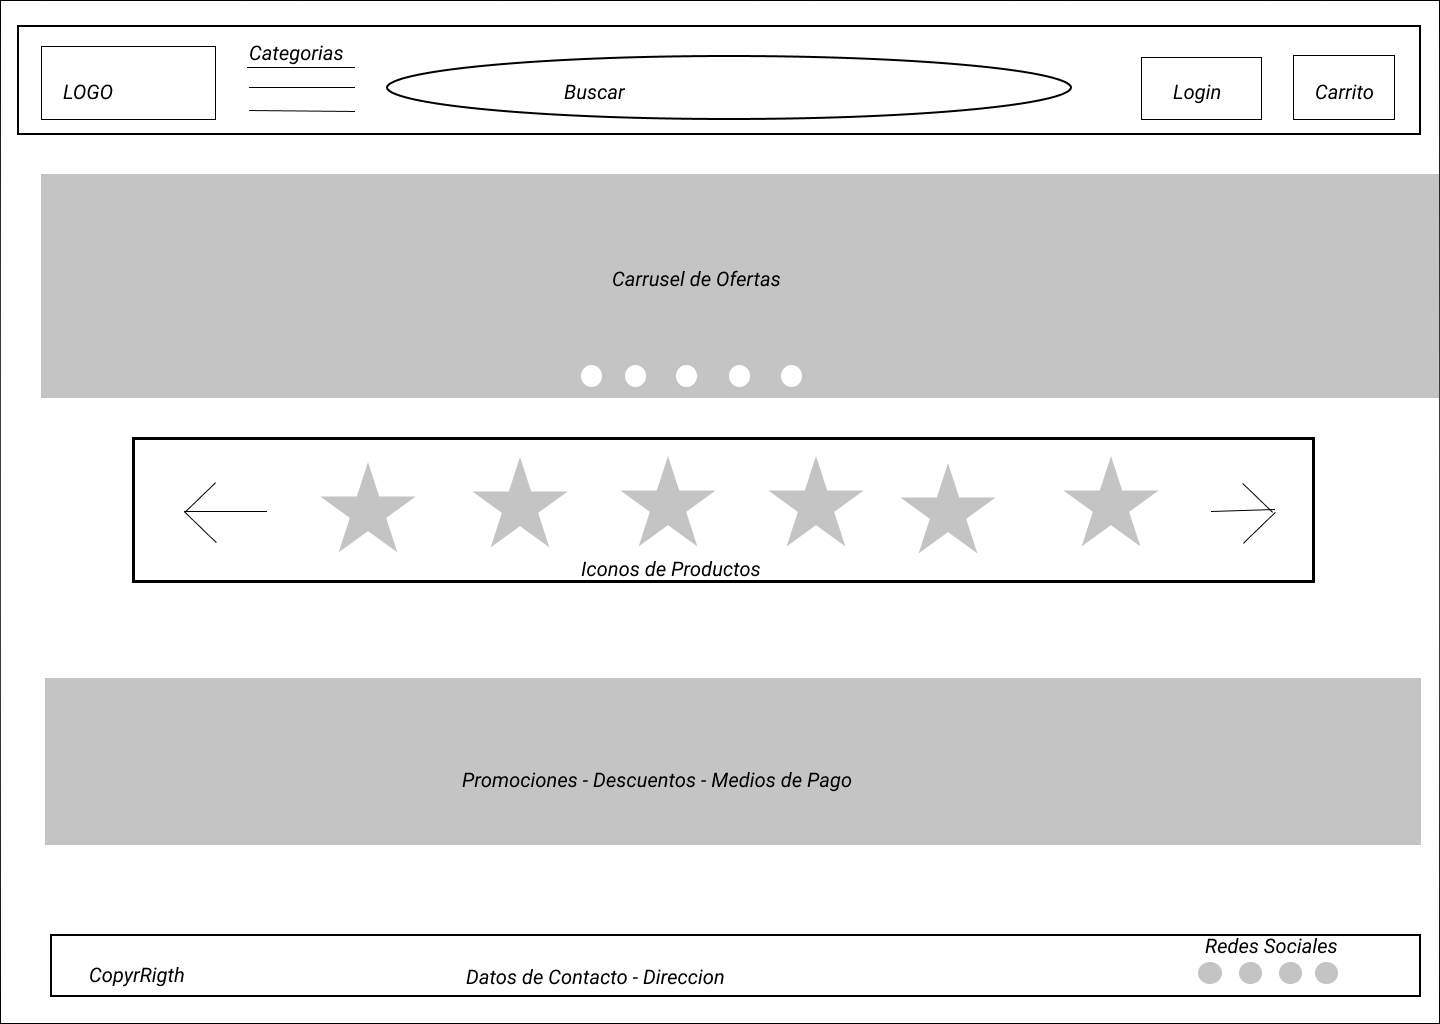 LOGO
Categorias
Buscar
Login
Carrito
Carrusel de Ofertas
Iconos de Productos
Promociones - Descuentos - Medios de Pago
CopyrRigth
Datos de Contacto - Direccion
Redes Sociales